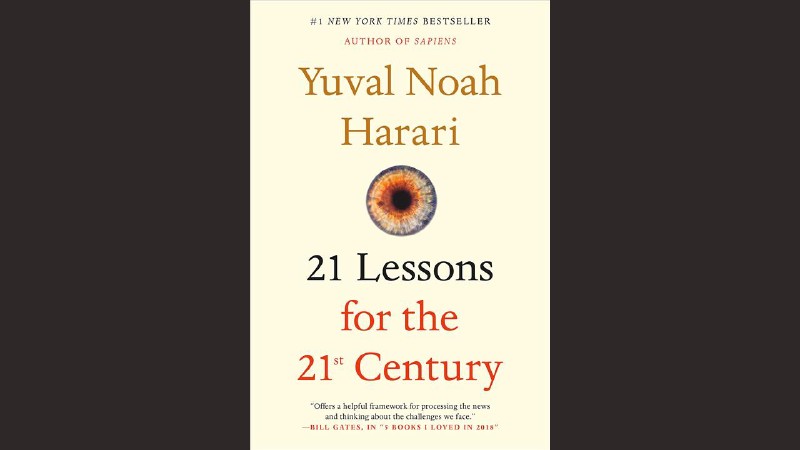 #1 NEW YORK TIMES BESTSELLER
AUTHOR OF SAPIENS
Yuval Noah
Harari
21 Lessons
for the
21st Century
"Offers a helpful framework for processing the news
and thinking about the challenges we face."
—BILL GATES, IN "5 BOOKS I LOVED IN 2018"